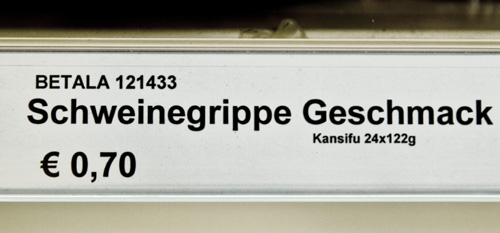 BETALA 121433
Schweinegrippe Geschmack
Kansifu 24x122g
€ 0,70